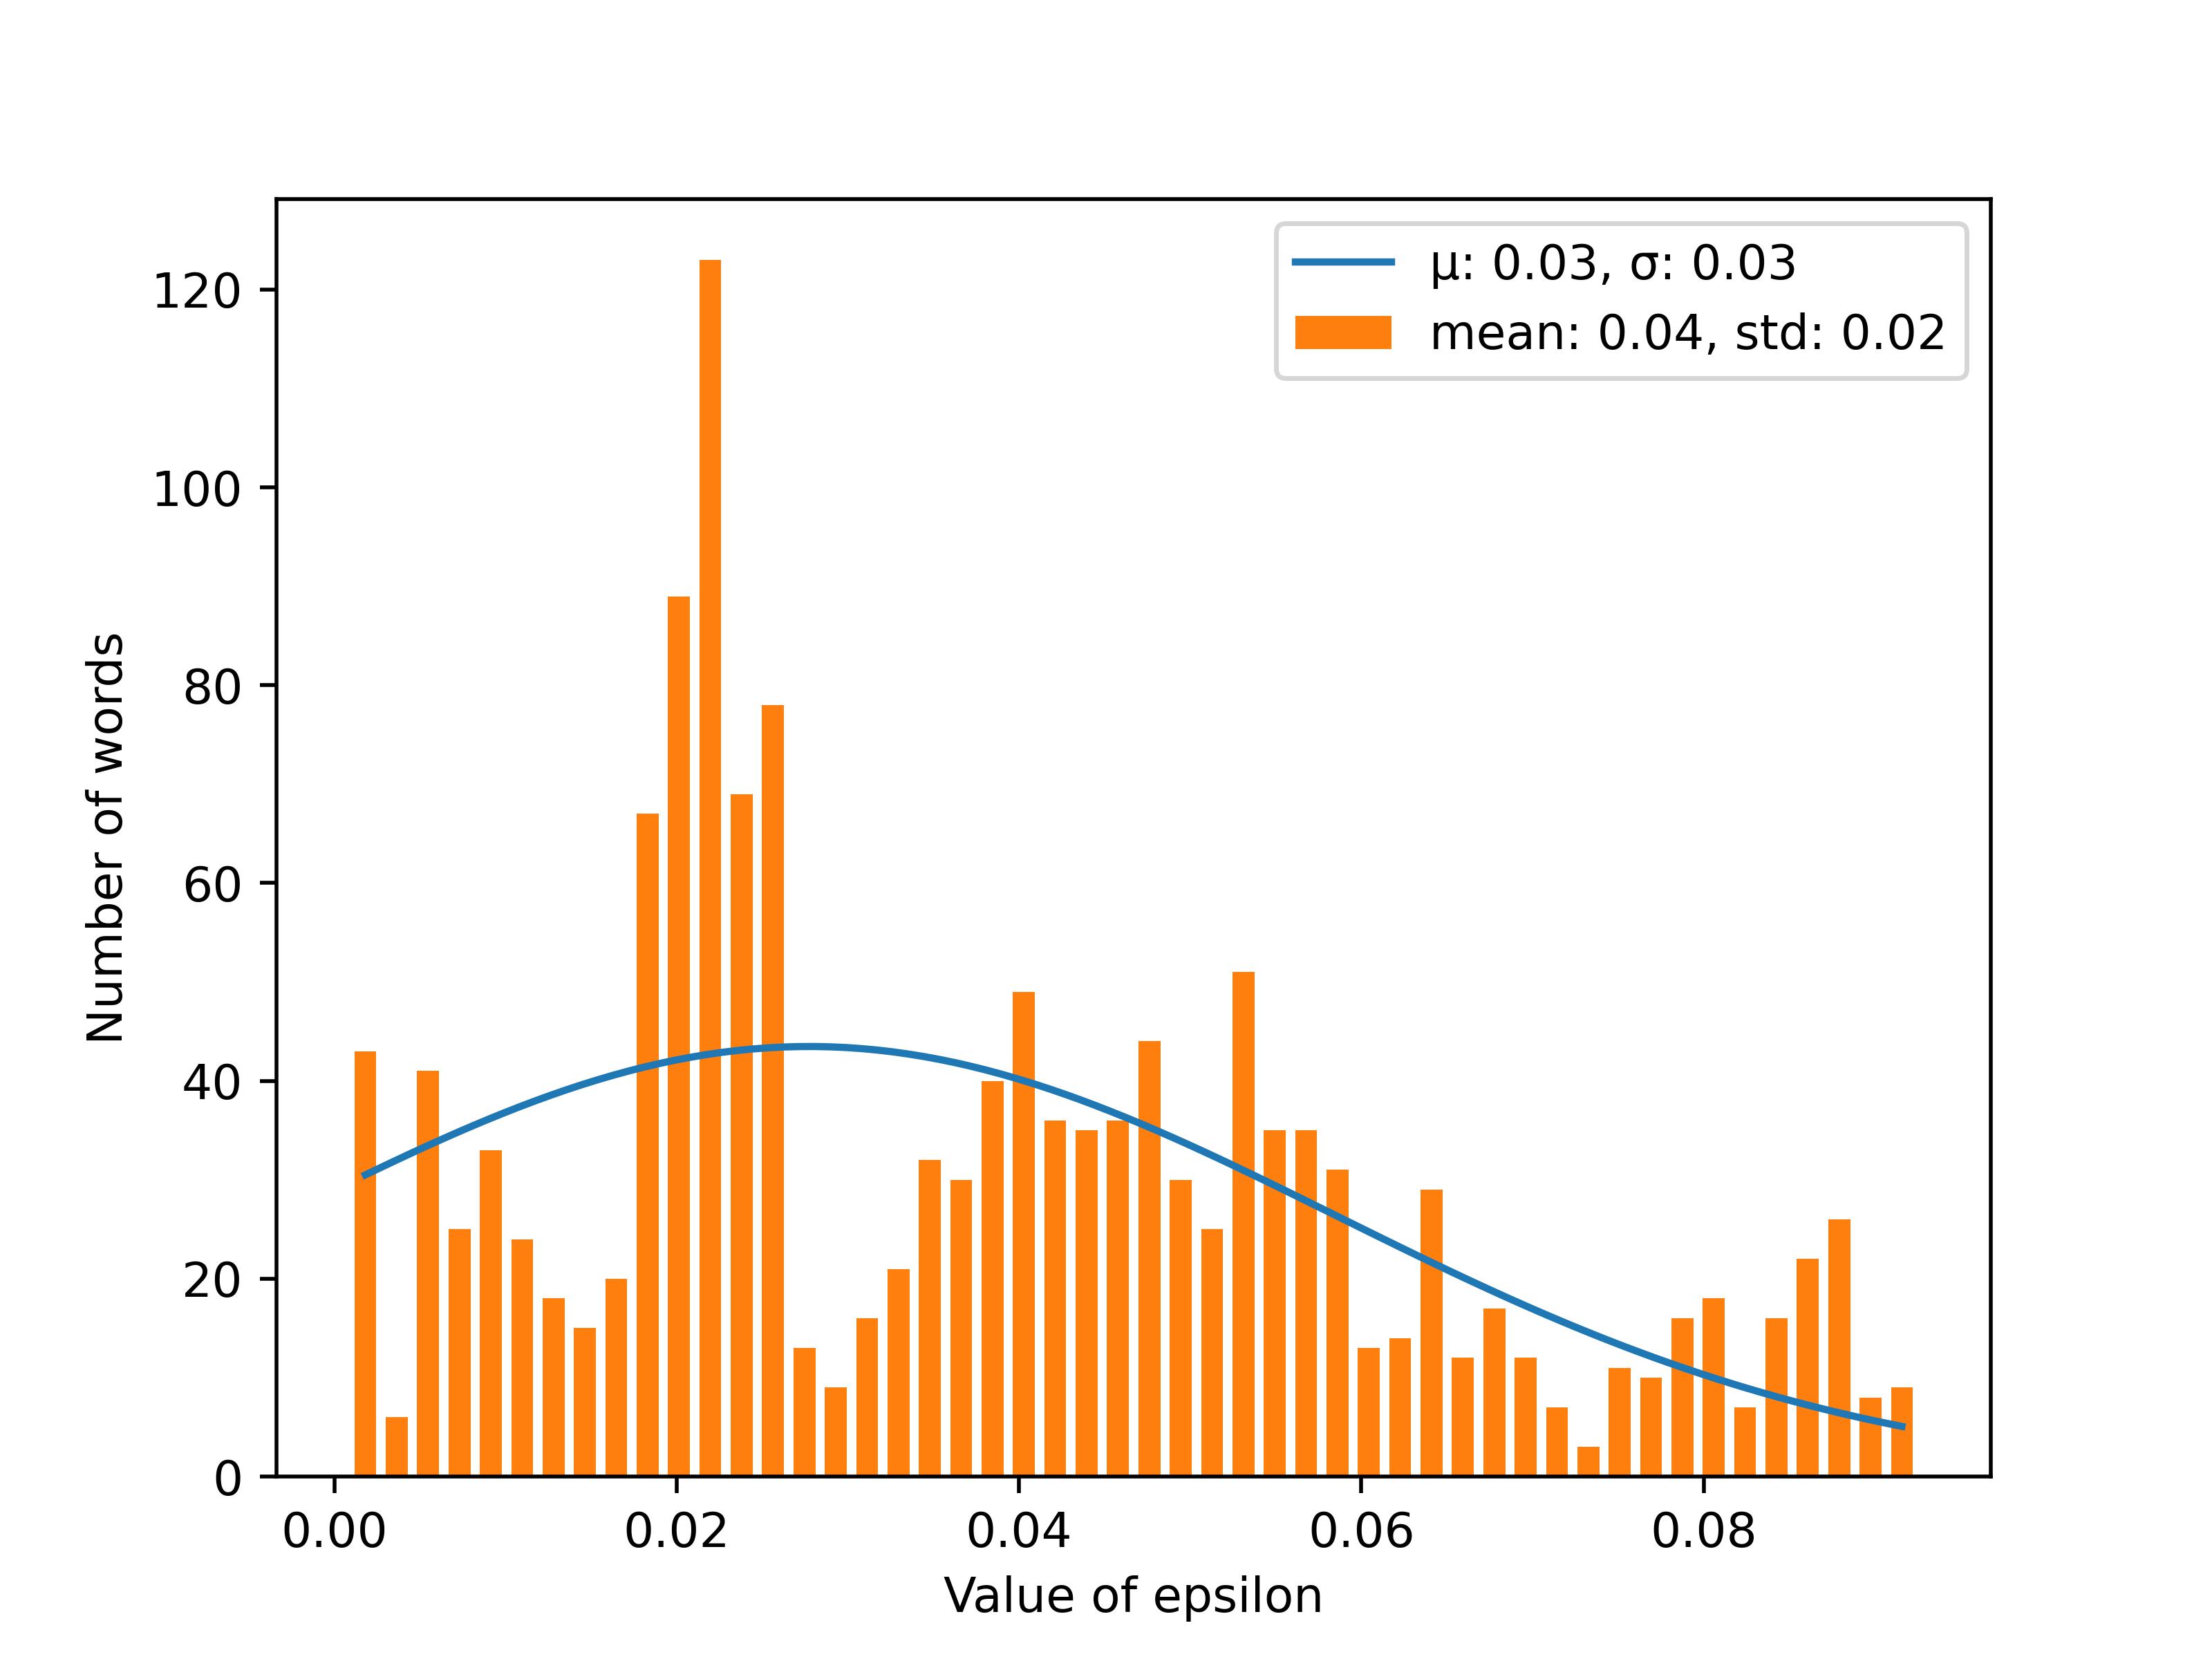 μ: 0.03, σ: 0.03
mean: 0.04, std: 0.02
120
100
80
60
40
20
0
Number of words
0.00 0.02 0.04 0.06 0.08
Value of epsilon